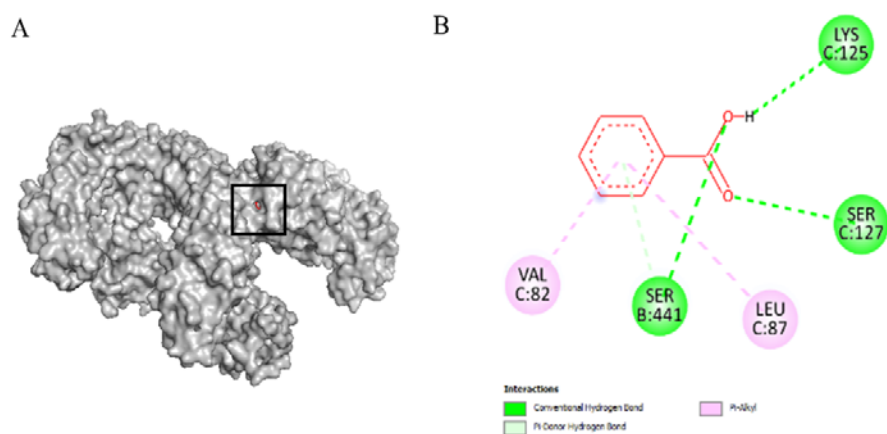 A
B
LYS
C:125
O
H
O
SER
C:127
VAL
C:82
SER
B:441
LEU
C:87
Interactions
Conventional Hydrogen Bond
Pi-Alkyl
Pi-Donor Hydrogen Bond